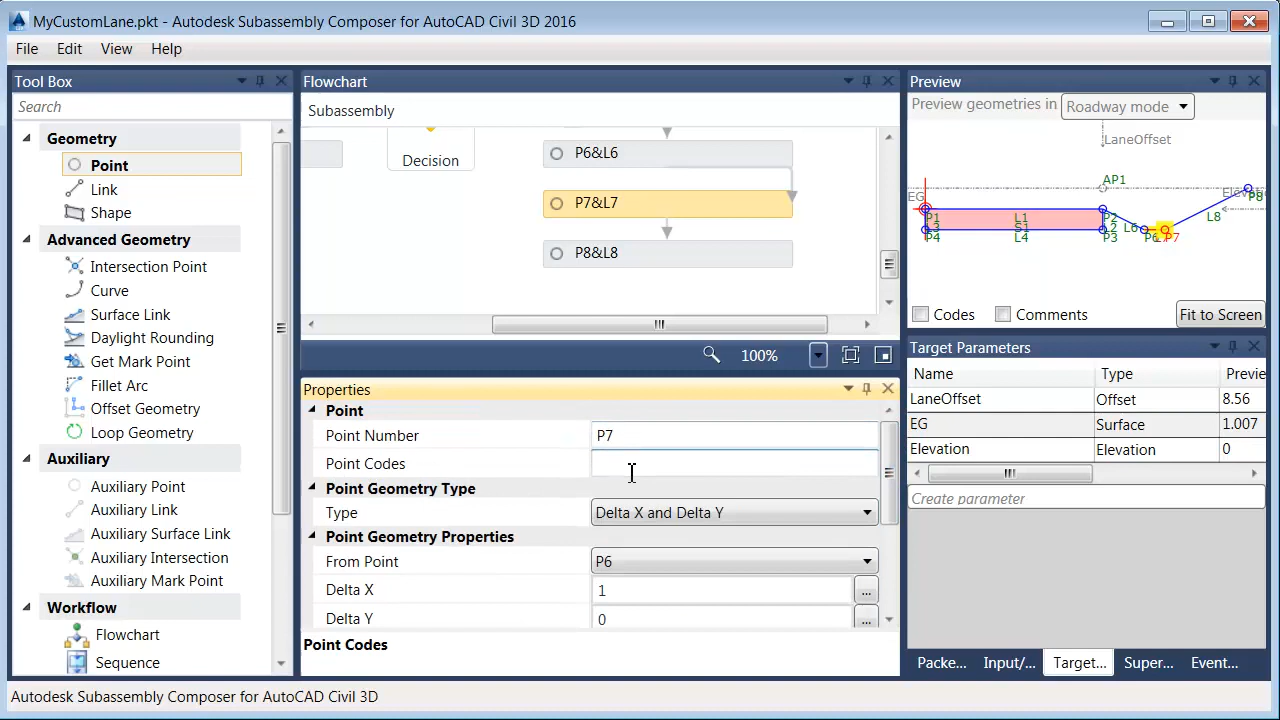 MyCustomLane.pkt - Autodesk Subassembly Composer for AutoCAD Civil 3D 2016
File Edit View Help
Tool Box
Search
Geometry
Point
Link
Shape
Advanced Geometry
Intersection Point
Curve
Surface Link
Daylight Rounding
Get Mark Point
Fillet Arc
Offset Geometry
Loop Geometry
Auxiliary
Auxiliary Point
Auxiliary Link
Auxiliary Surface Link
Auxiliary Intersection
Auxiliary Mark Point
Workflow
Flowchart
Sequence
Flowchart
Subassembly
Decision
P6&L6
P7&L7
P8&L8
100%
Properties
Point
Point Number P7
Point Codes
Point Geometry Type
Type Delta X and Delta Y
Point Geometry Properties
From Point P6
Delta X 1 ...
Delta Y 0 ...
Point Codes
Preview
Preview geometries in Roadway mode
LaneOffset
AP1
EG
P1 L1 P2
L3 S1 L2 L6
P4 L4 P3 P6 P7
L8
Codes Comments Fit to Screen
Target Parameters
Name Type Previe
LaneOffset Offset 8.56
EG Surface 1.007
Elevation Elevation 0
Create parameter
Packe... Input/... Target... Super... Event...
Autodesk Subassembly Composer for AutoCAD Civil 3D